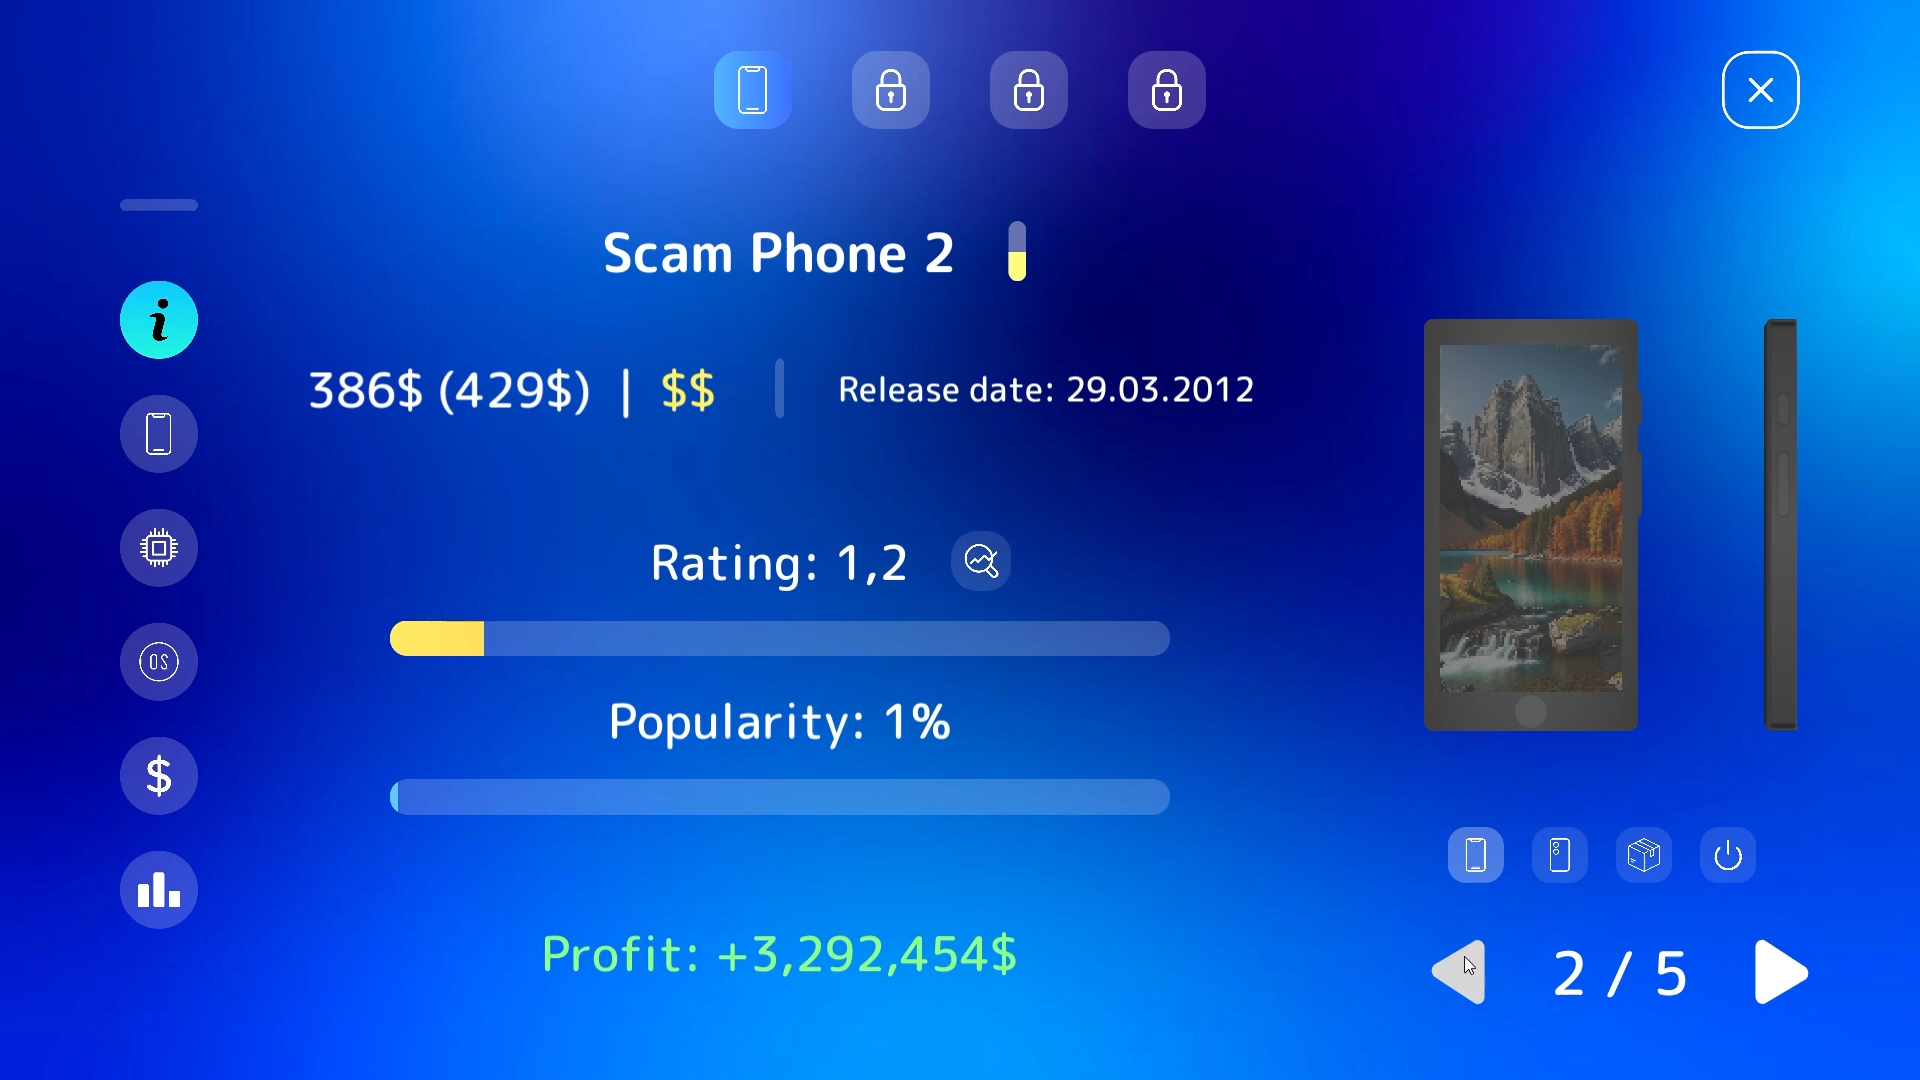 Scam Phone 2
i
386$ (429$) | $$
Release date: 29.03.2012
Rating: 1,2
OS
Popularity: 1%
$
Profit: +3,292,454$
2 / 5